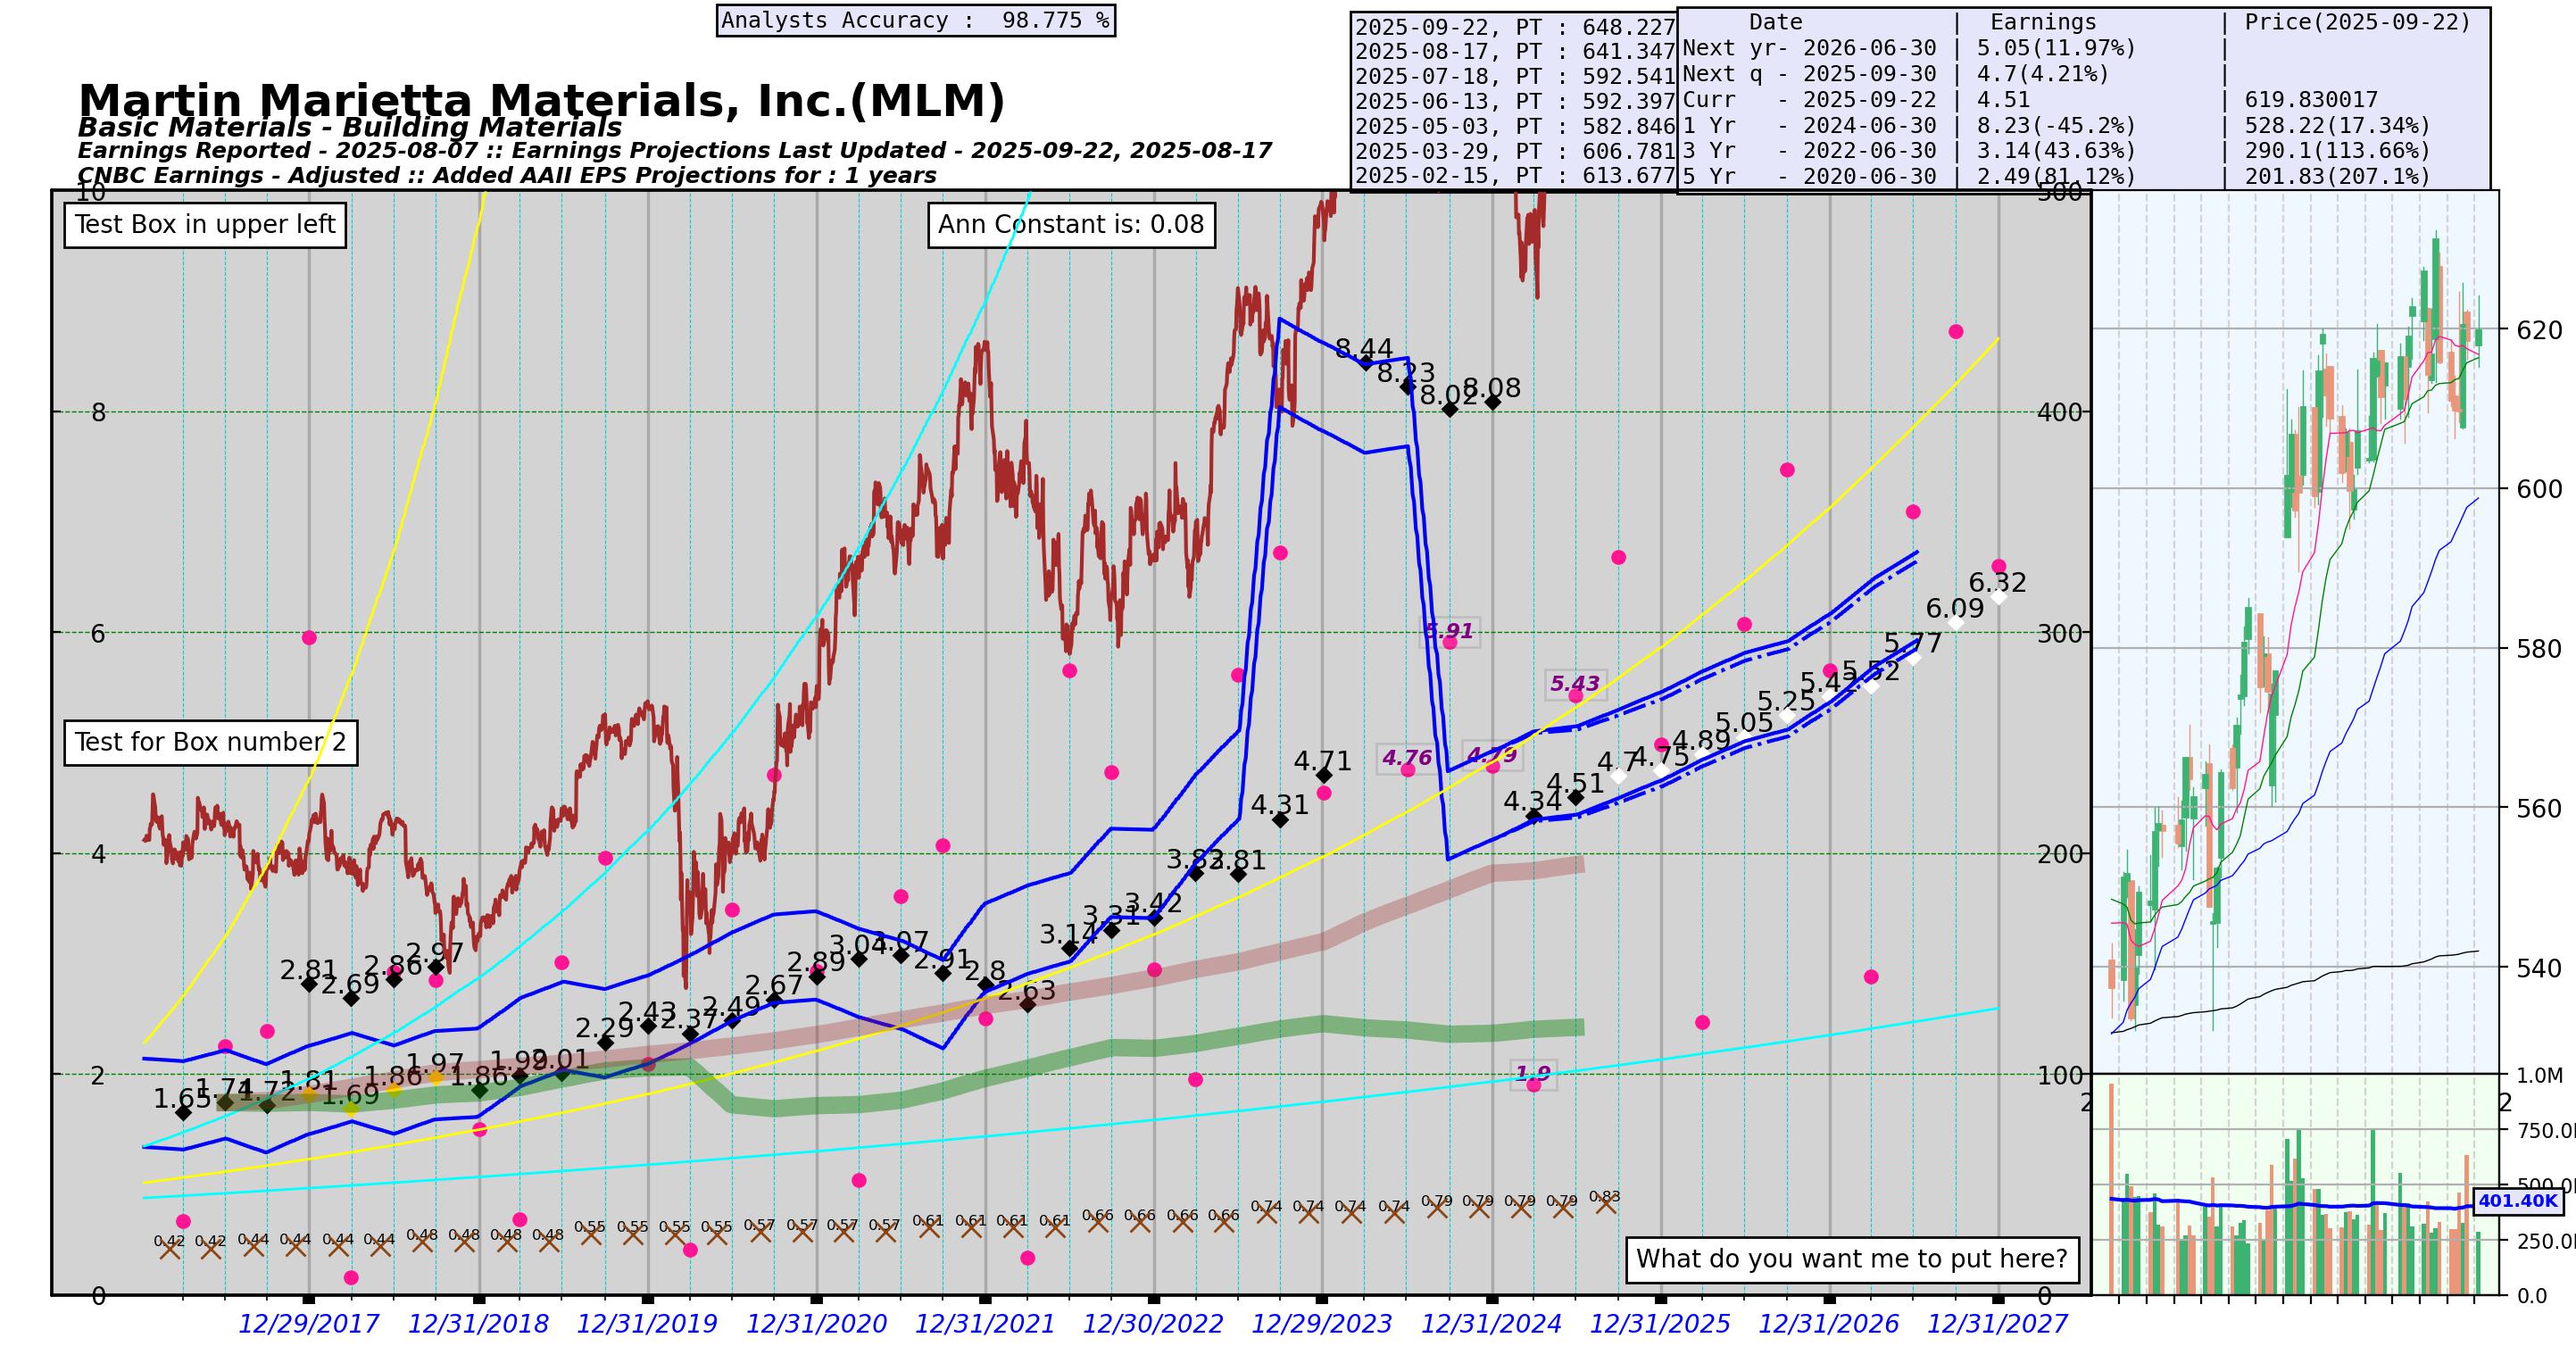 Analysts Accuracy :  98.775 %
2025-09-22, PT : 648.227
2025-08-17, PT : 641.347
2025-07-18, PT : 592.541
2025-06-13, PT : 592.397
2025-05-03, PT : 582.846
2025-03-29, PT : 606.781
2025-02-15, PT : 613.677
Date | Earnings | Price(2025-09-22)
Next yr- 2026-06-30 | 5.05(11.97%) |
Next q - 2025-09-30 | 4.7(4.21%) |
Curr - 2025-09-22 | 4.51 | 619.830017
1 Yr - 2024-06-30 | 8.23(-45.2%) | 528.22(17.34%)
3 Yr - 2022-06-30 | 3.14(43.63%) | 290.1(113.66%)
5 Yr - 2020-06-30 | 2.49(81.12%) | 201.83(207.1%)
Martin Marietta Materials, Inc.(MLM)
Basic Materials - Building Materials
Earnings Reported - 2025-08-07 :: Earnings Projections Last Updated - 2025-09-22, 2025-08-17
CNBC Earnings - Adjusted :: Added AAII EPS Projections for : 1 years
Test Box in upper left
Ann Constant is: 0.08
Test for Box number 2
What do you want me to put here?
10
8
6
4
2
0
500
400
300
200
100
0
620
600
580
560
540
1.0M
750.0
500.0
401.40K
250.0
0.0
2
2
1.65 1.74 1.72 1.81 1.69 1.86 1.97 1.86 1.99 2.01
2.81 2.69 2.86 2.97
2.29 2.43 2.37 2.49 2.67 2.89 3.04 3.07 2.91 2.8 2.63
3.14 3.31 3.42 3.83 3.81 4.31 4.71
8.44 8.23 8.02 8.08
4.34 4.51 4.7 4.75 4.89 5.05 5.25 5.42 5.52 5.77 6.09 6.32
4.76 5.91 4.79 1.9 5.43
0.42 0.42 0.44 0.44 0.44 0.44 0.48 0.48 0.48 0.48 0.55 0.55 0.55 0.55 0.57 0.57 0.57 0.57 0.61 0.61 0.61 0.61 0.66 0.66 0.66 0.66 0.74 0.74 0.74 0.74 0.79 0.79 0.79 0.79 0.83
12/29/2017 12/31/2018 12/31/2019 12/31/2020 12/31/2021 12/30/2022 12/29/2023 12/31/2024 12/31/2025 12/31/2026 12/31/2027